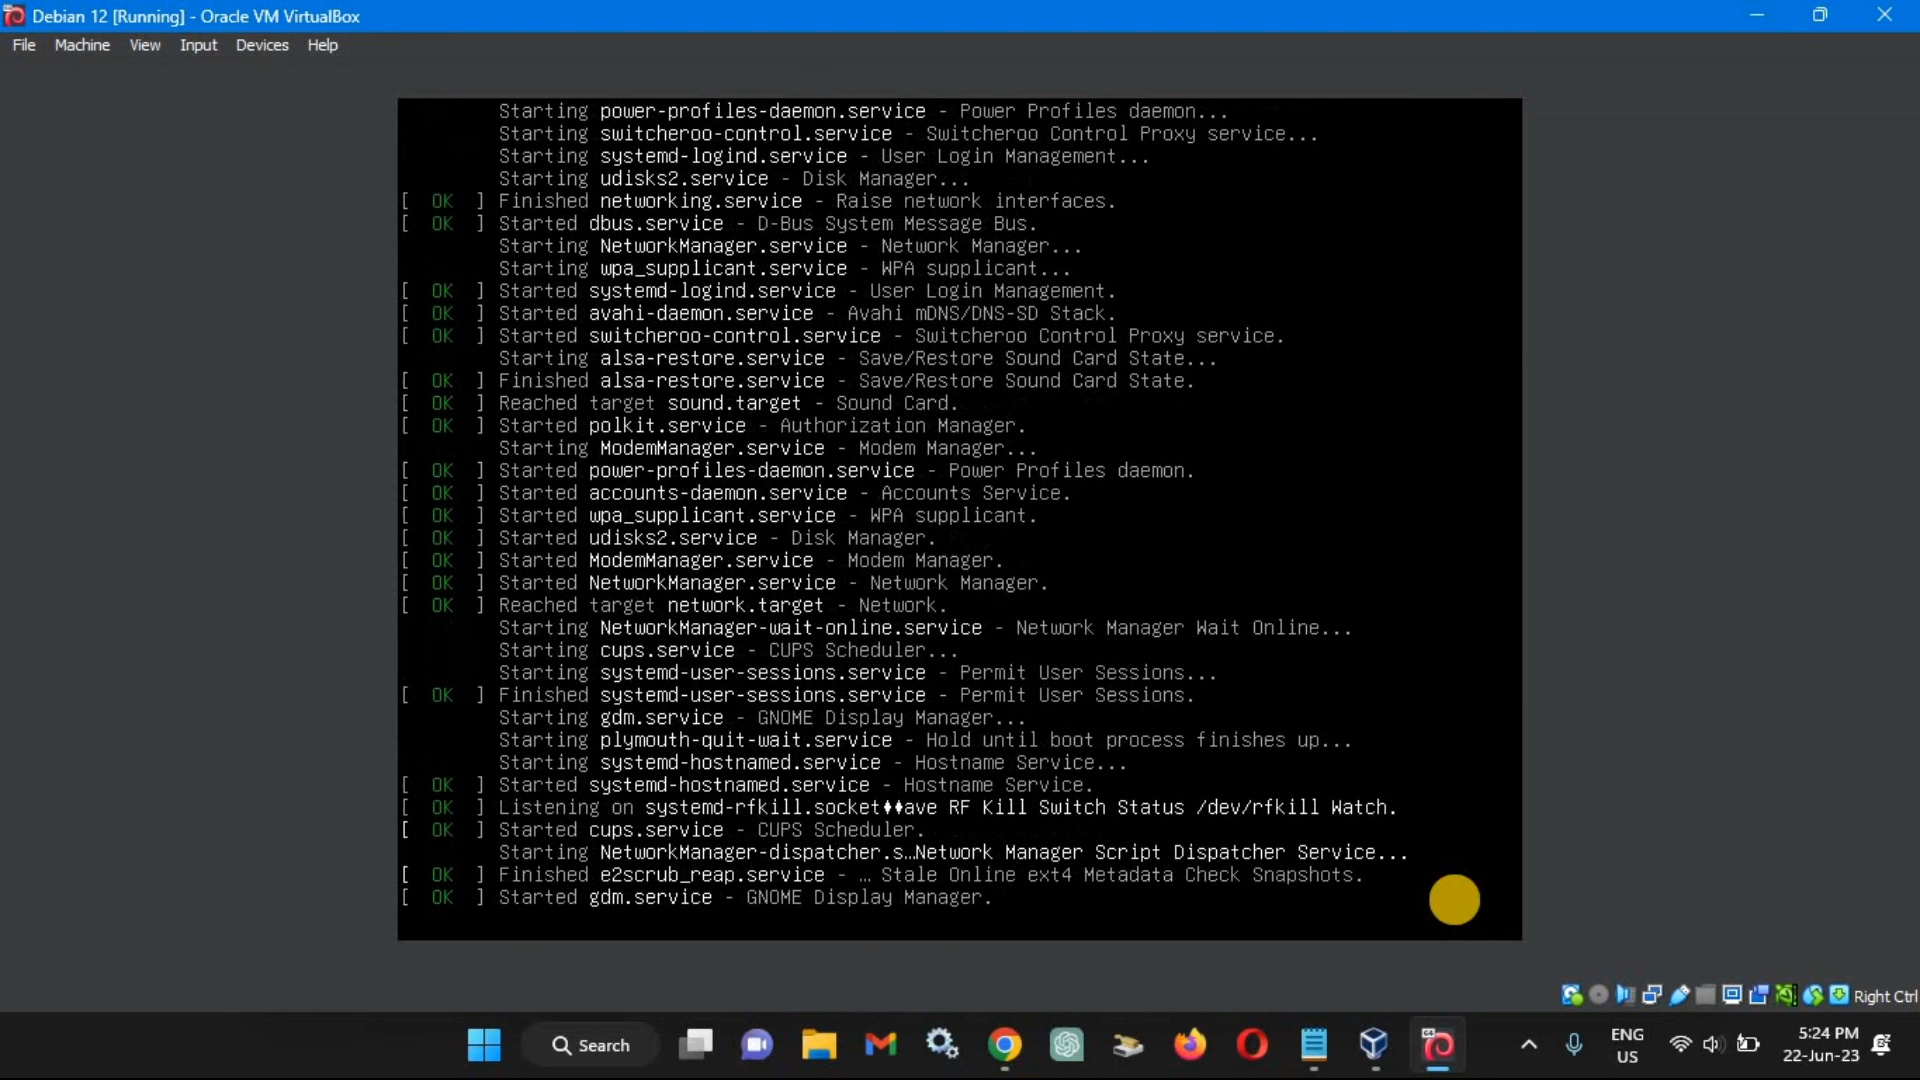 Debian 12 [Running] - Oracle VM VirtualBox
File Machine View Input Devices Help
Starting power-profiles-daemon.service - Power Profiles daemon...
Starting switcheroo-control.service - Switcheroo Control Proxy service...
Starting systemd-logind.service - User Login Management...
Starting udisks2.service - Disk Manager...
[ OK ] Finished networking.service - Raise network interfaces.
[ OK ] Started dbus.service - D-Bus System Message Bus.
Starting NetworkManager.service - Network Manager...
Starting wpa_supplicant.service - WPA supplicant...
[ OK ] Started systemd-logind.service - User Login Management.
[ OK ] Started avahi-daemon.service - Avahi mDNS/DNS-SD Stack.
[ OK ] Started switcheroo-control.service - Switcheroo Control Proxy service.
Starting alsa-restore.service - Save/Restore Sound Card State...
[ OK ] Finished alsa-restore.service - Save/Restore Sound Card State.
[ OK ] Reached target sound.target - Sound Card.
[ OK ] Started polkit.service - Authorization Manager.
Starting ModemManager.service - Modem Manager...
[ OK ] Started power-profiles-daemon.service - Power Profiles daemon.
[ OK ] Started accounts-daemon.service - Accounts Service.
[ OK ] Started wpa_supplicant.service - WPA supplicant.
[ OK ] Started udisks2.service - Disk Manager.
[ OK ] Started ModemManager.service - Modem Manager.
[ OK ] Started NetworkManager.service - Network Manager.
[ OK ] Reached target network.target - Network.
Starting NetworkManager-wait-online.service - Network Manager Wait Online...
Starting cups.service - CUPS Scheduler...
Starting systemd-user-sessions.service - Permit User Sessions...
[ OK ] Finished systemd-user-sessions.service - Permit User Sessions.
Starting gdm.service - GNOME Display Manager...
Starting plymouth-quit-wait.service - Hold until boot process finishes up...
Starting systemd-hostnamed.service - Hostname Service...
[ OK ] Started systemd-hostnamed.service - Hostname Service.
[ OK ] Listening on systemd-rfkill.socket♦♦ave RF Kill Switch Status /dev/rfkill Watch.
[ OK ] Started cups.service - CUPS Scheduler.
Starting NetworkManager-dispatcher.s…Network Manager Script Dispatcher Service...
[ OK ] Finished e2scrub_reap.service - … Stale Online ext4 Metadata Check Snapshots.
[ OK ] Started gdm.service - GNOME Display Manager.
Right Ctrl
Search
ENG
US
5:24 PM
22-Jun-23